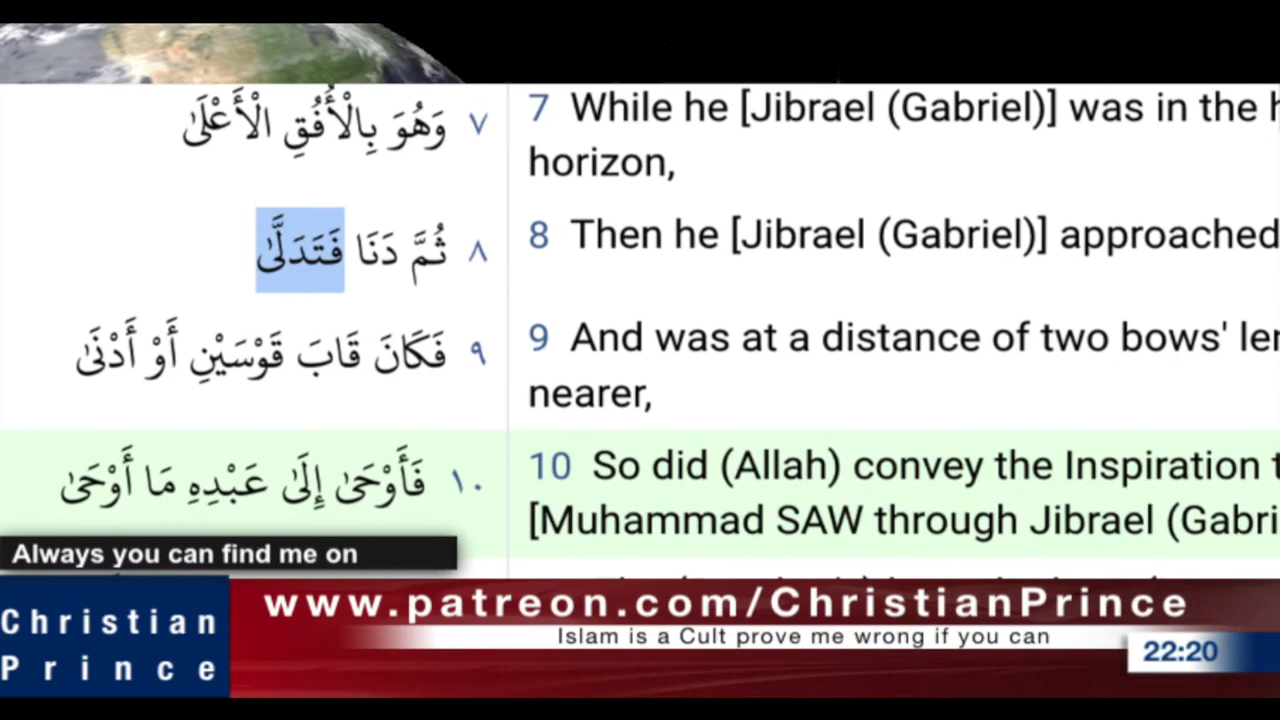 وَهُوَ بِالْأُفُقِ الْأَعْلَىٰ ٧
7 While he [Jibrael (Gabriel)] was in the
horizon,
ثُمَّ دَنَا فَتَدَلَّىٰ ٨
8 Then he [Jibrael (Gabriel)] approached
فَكَانَ قَابَ قَوْسَيْنِ أَوْ أَدْنَىٰ ٩
9 And was at a distance of two bows'
nearer,
فَأَوْحَىٰ إِلَىٰ عَبْدِهِ مَا أَوْحَىٰ ١٠
10 So did (Allah) convey the Inspiration
[Muhammad SAW through Jibrael
Always you can find me on
Christian
Prince
www.patreon.com/ChristianPrince
Islam is a Cult prove me wrong if you can
22:20